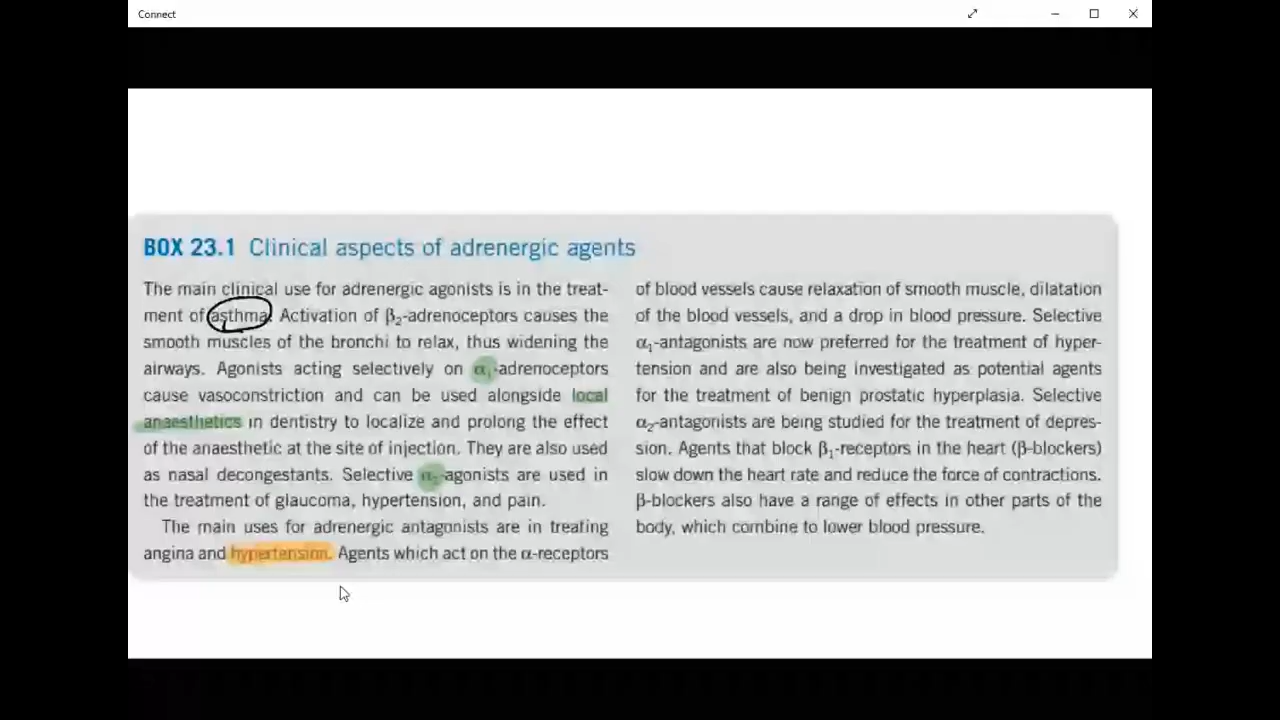 Connect
BOX 23.1 Clinical aspects of adrenergic agents
The main clinical use for adrenergic agonists is in the treat-
ment of asthma. Activation of β₂-adrenoceptors causes the
smooth muscles of the bronchi to relax, thus widening the
airways. Agonists acting selectively on α₁-adrenoceptors
cause vasoconstriction and can be used alongside local
anaesthetics in dentistry to localize and prolong the effect
of the anaesthetic at the site of injection. They are also used
as nasal decongestants. Selective α₂-agonists are used in
the treatment of glaucoma, hypertension, and pain.
The main uses for adrenergic antagonists are in treating
angina and hypertension. Agents which act on the α-receptors
of blood vessels cause relaxation of smooth muscle, dilatation
of the blood vessels, and a drop in blood pressure. Selective
α₁-antagonists are now preferred for the treatment of hyper-
tension and are also being investigated as potential agents
for the treatment of benign prostatic hyperplasia. Selective
α₂-antagonists are being studied for the treatment of depres-
sion. Agents that block β₁-receptors in the heart (β-blockers)
slow down the heart rate and reduce the force of contractions.
β-blockers also have a range of effects in other parts of the
body, which combine to lower blood pressure.